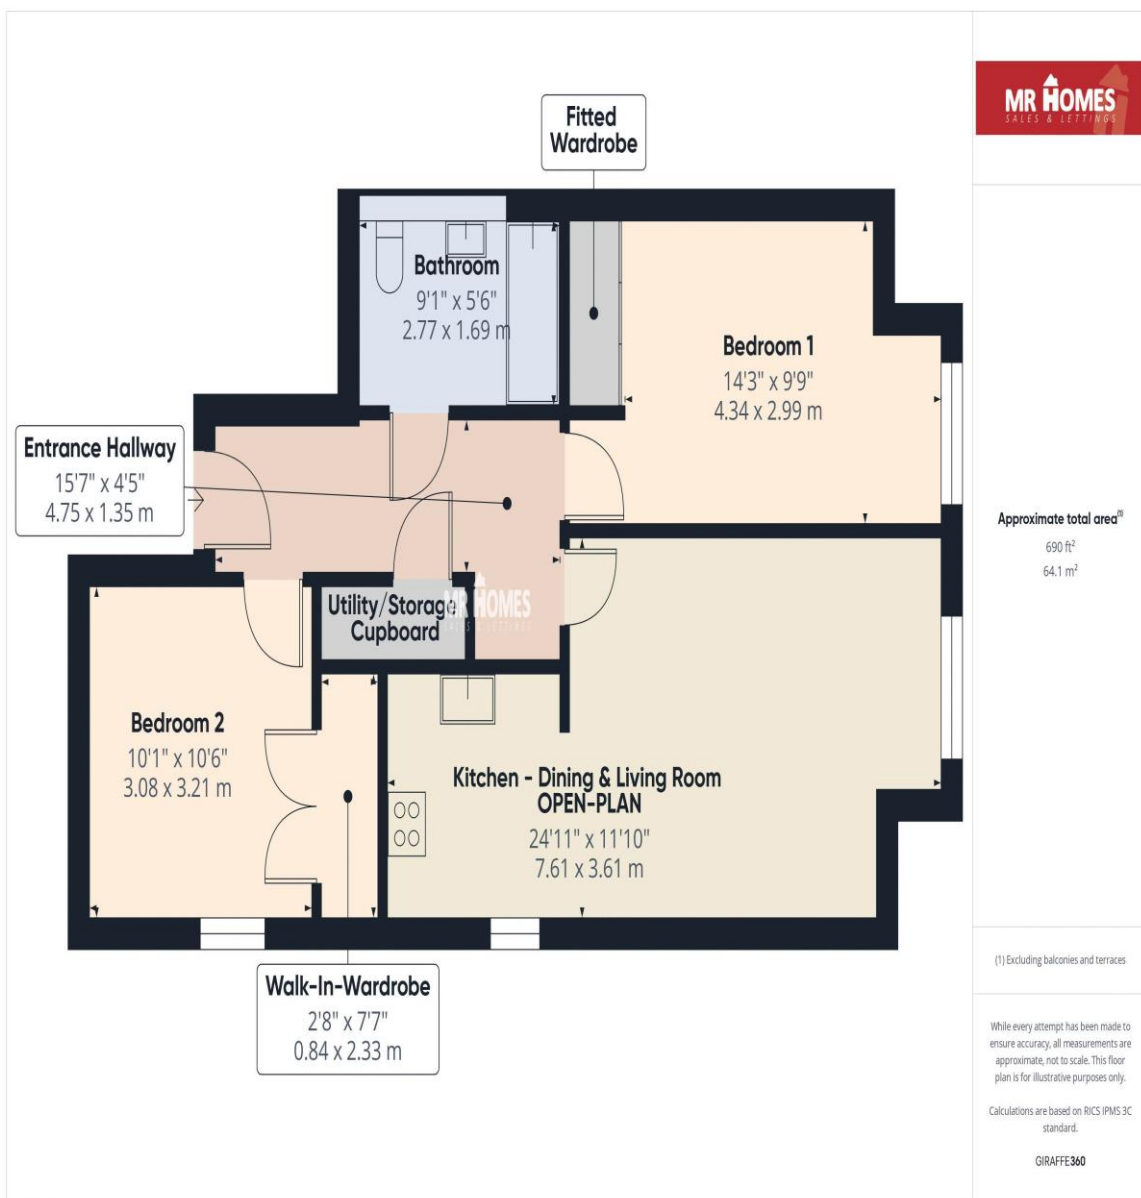 MR HOMES
SALES & LETTINGS
Fitted
Wardrobe
Bathroom
9'1" x 5'6"
2.77 x 1.69 m
Bedroom 1
14'3" x 9'9"
4.34 x 2.99 m
Entrance Hallway
15'7" x 4'5"
4.75 x 1.35 m
Approximate total area(1)
690 ft²
64.1 m²
Utility/Storage
Cupboard
MR HOMES
SALES & LETTINGS
Bedroom 2
10'1" x 10'6"
3.08 x 3.21 m
Kitchen - Dining & Living Room
OPEN-PLAN
24'11" x 11'10"
7.61 x 3.61 m
Walk-In-Wardrobe
2'8" x 7'7"
0.84 x 2.33 m
(1) Excluding balconies and terraces
While every attempt has been made to
ensure accuracy, all measurements are
approximate, not to scale. This floor
plan is for illustrative purposes only.
Calculations are based on RICS IPMS 3C
standard.
GIRAFFE360